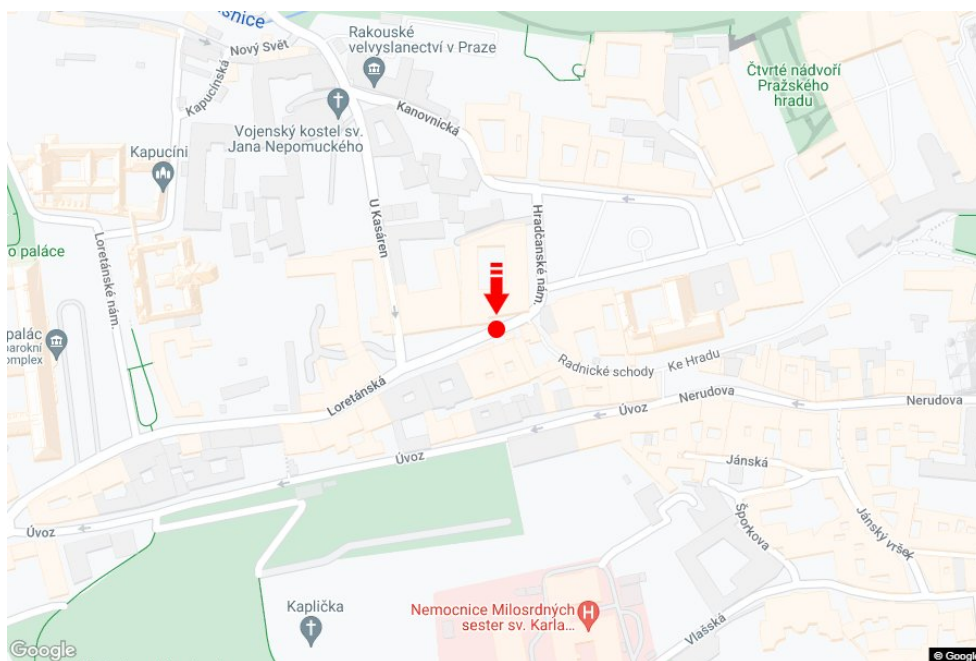 snice
Nový Svět
Rakouské
velvyslanectví v Praze
Kapucínská
Vojenský kostel sv.
Jana Nepomuckého
Kanovnická
Čtvrté nádvoří
Pražského
hradu
Kapucíni
U Kasáren
Hradčanské nám.
o paláce
Loretánské nám.
palác
barokní
omplex
Radnické schody
Ke Hradu
Loretánská
Nerudova
Úvoz
Nerudova
Úvoz
Jánská
Úvoz
Šporkova
Jánský vršek
Kaplička
Nemocnice Milosrdných
sester sv. Karla...
Vlašská
Google
© Google